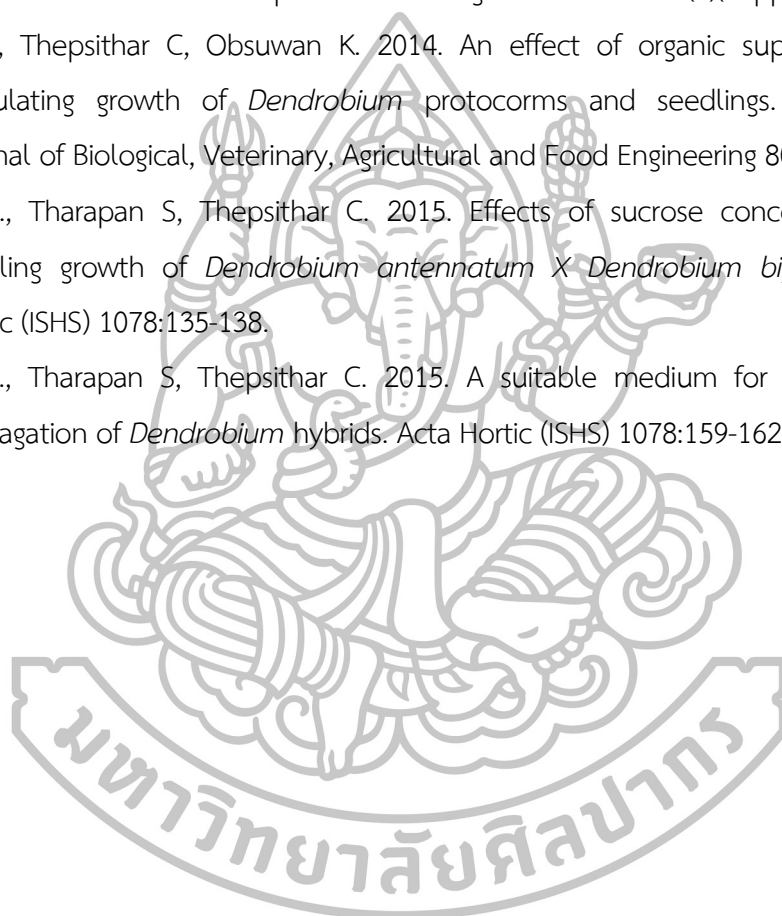 , Thepsithar C, Obsuwan K. 2014. An effect of organic sup
ulating growth of Dendrobium protocorms and seedlings.
nal of Biological, Veterinary, Agricultural and Food Engineering 8(
., Tharapan S, Thepsithar C. 2015. Effects of sucrose conc
ling growth of Dendrobium antennatum X Dendrobium bi
c (ISHS) 1078:135-138.
., Tharapan S, Thepsithar C. 2015. A suitable medium for
agation of Dendrobium hybrids. Acta Hortic (ISHS) 1078:159-162
มหาวิทยาลัยศิลปากร